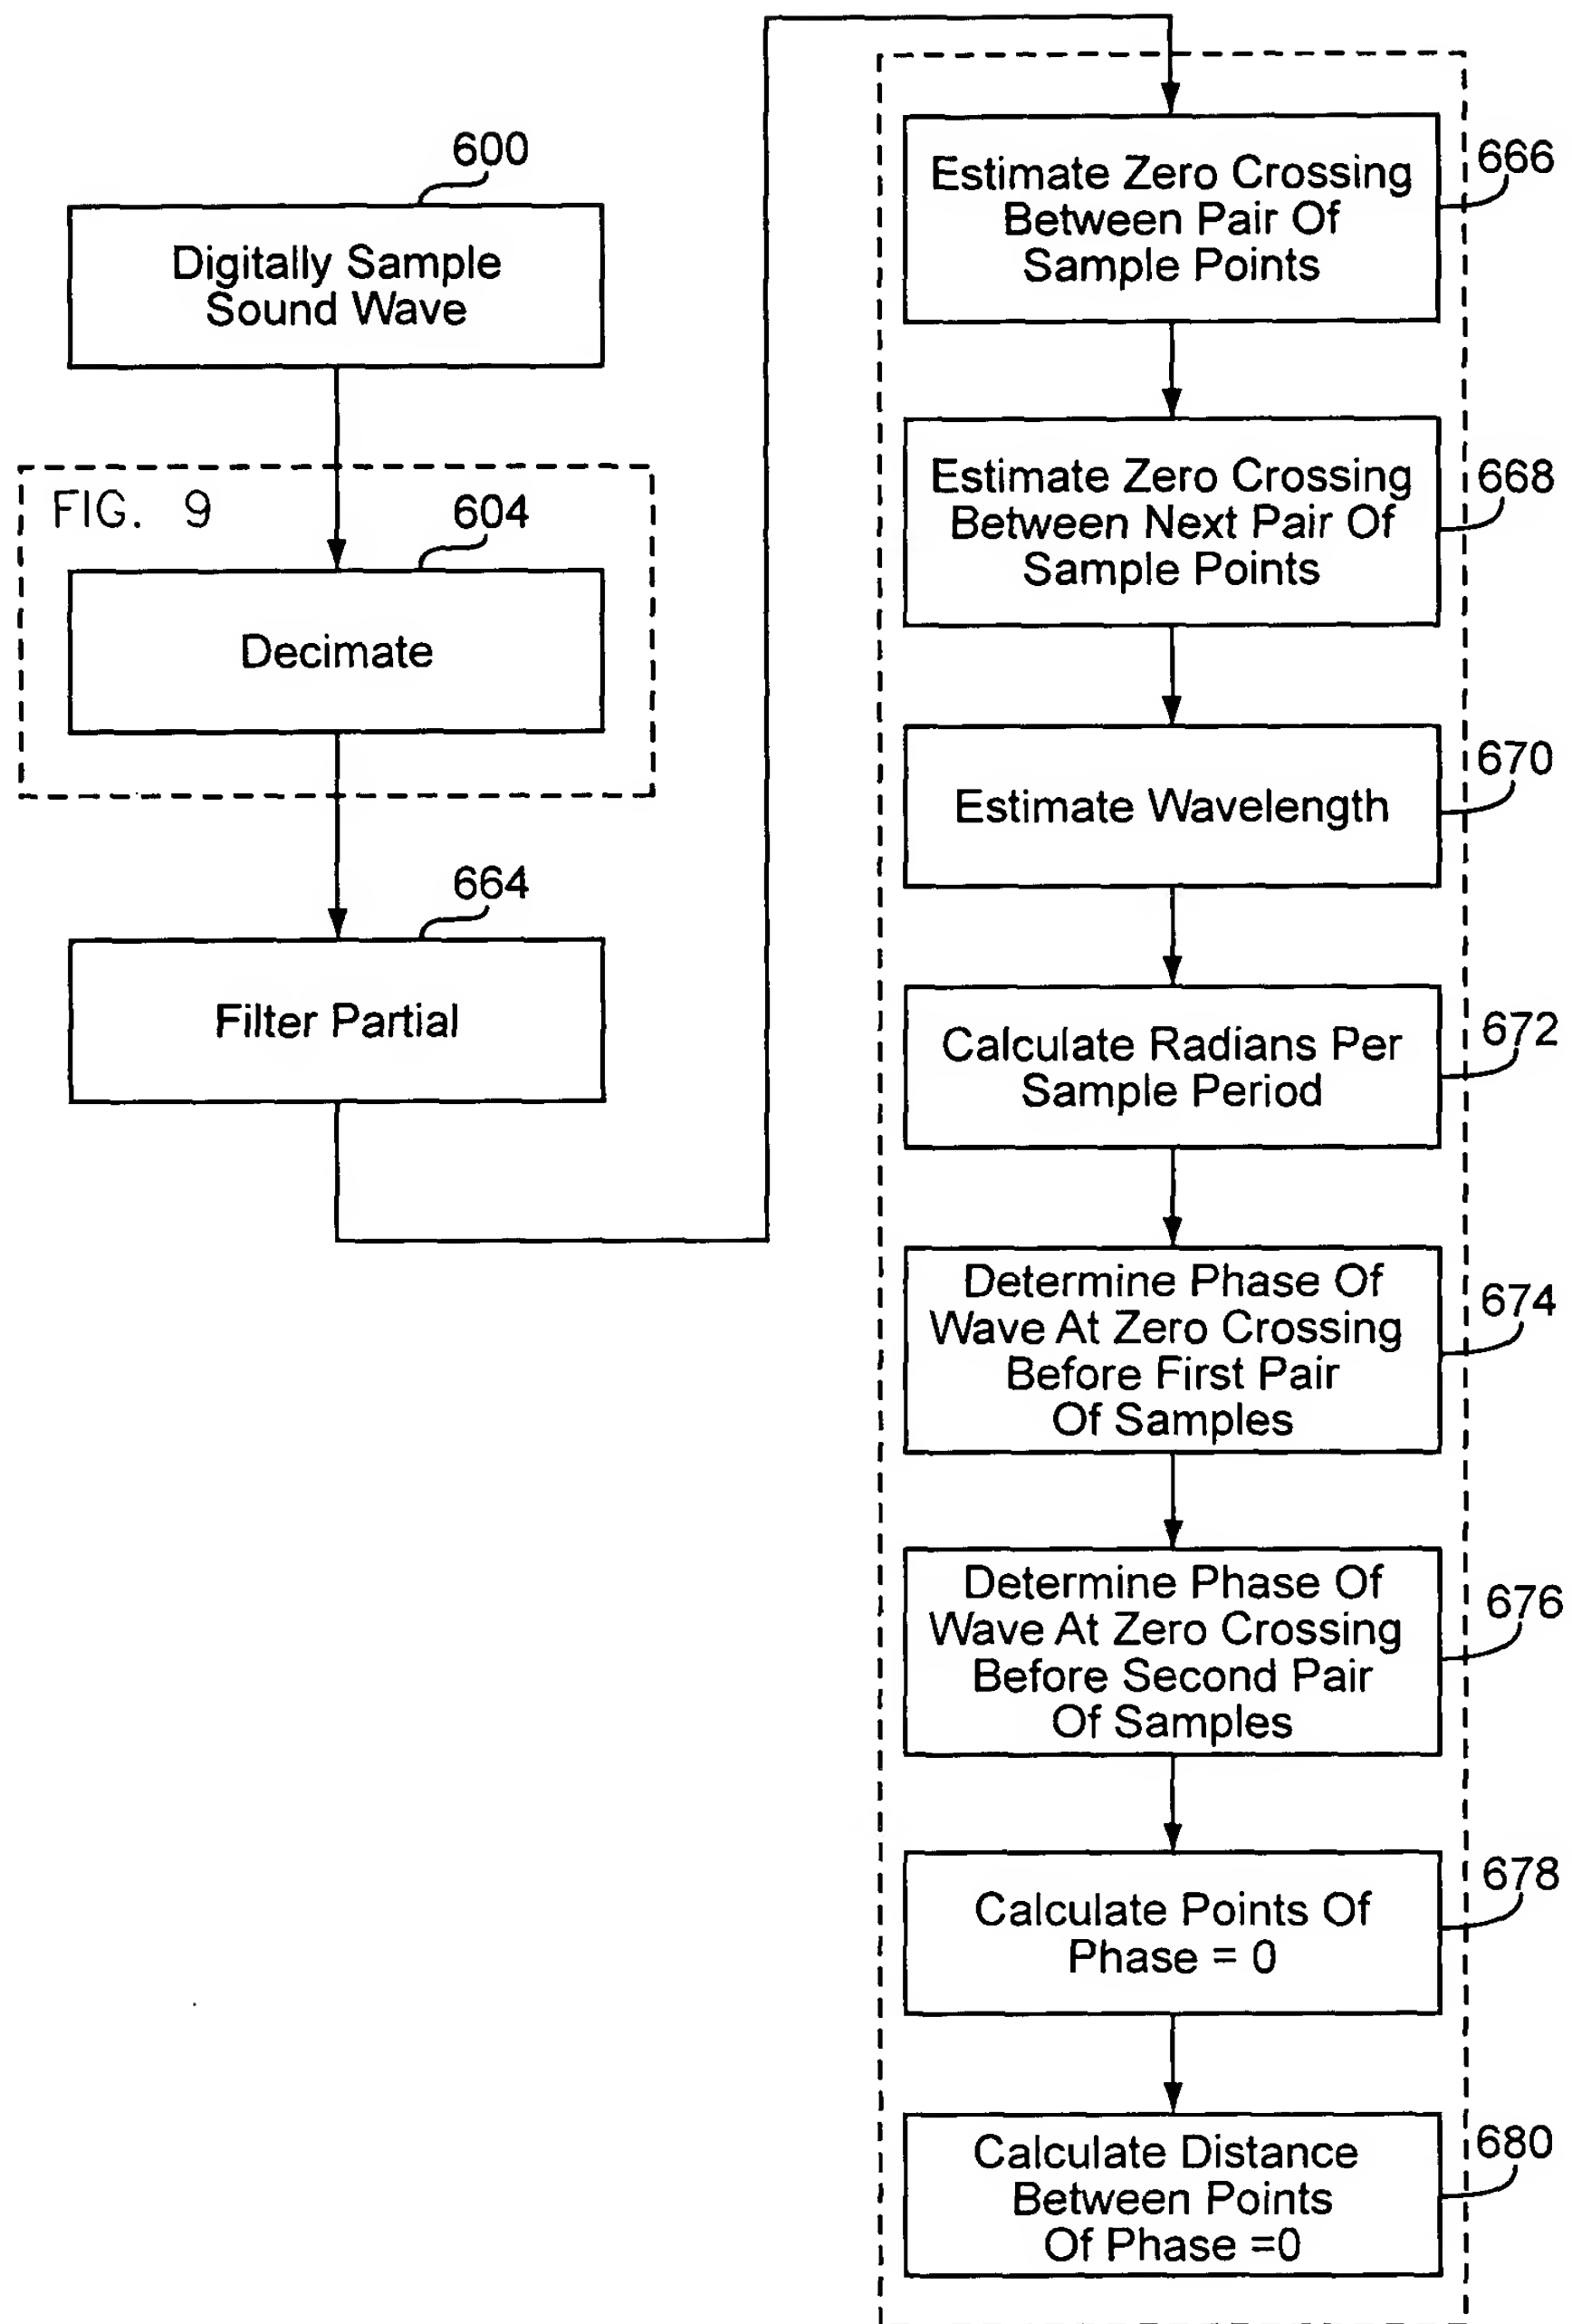 600
Digitally Sample
Sound Wave
FIG. 9
604
Decimate
664
Filter Partial
666
Estimate Zero Crossing
Between Pair Of
Sample Points
668
Estimate Zero Crossing
Between Next Pair Of
Sample Points
670
Estimate Wavelength
672
Calculate Radians Per
Sample Period
674
Determine Phase Of
Wave At Zero Crossing
Before First Pair
Of Samples
676
Determine Phase Of
Wave At Zero Crossing
Before Second Pair
Of Samples
678
Calculate Points Of
Phase = 0
680
Calculate Distance
Between Points
Of Phase =0